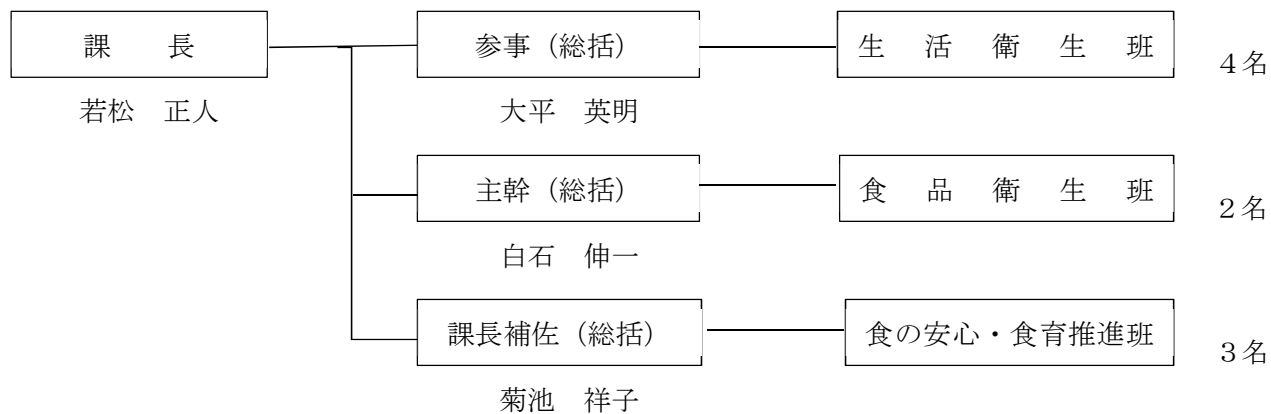 課　長
参事（総括）
生　活　衛　生　班
４名
若松　正人
大平　英明
主幹（総括）
食　品　衛　生　班
２名
白石　伸一
課長補佐（総括）
食の安心・食育推進班
３名
菊池　祥子